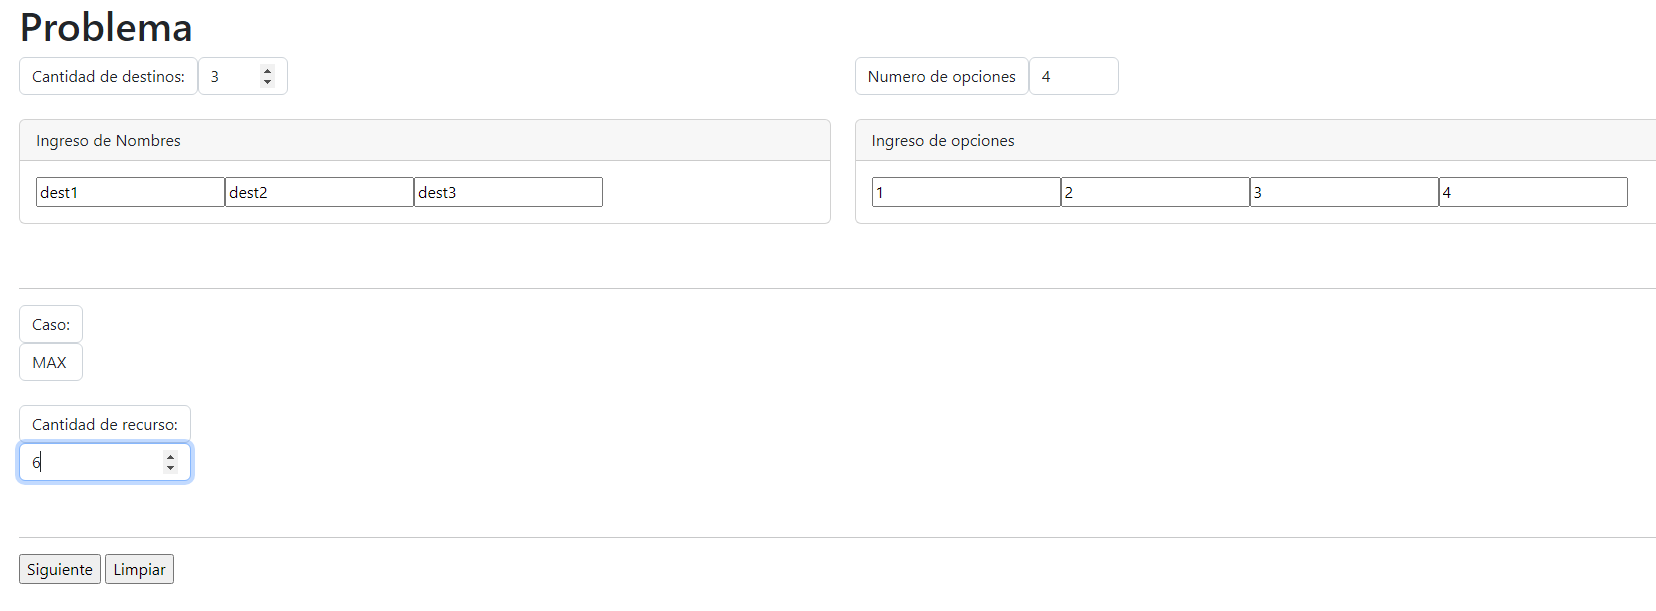 Problema
Cantidad de destinos: 3
Numero de opciones 4
Ingreso de Nombres
dest1 dest2 dest3
Ingreso de opciones
1 2 3 4
Caso:
MAX
Cantidad de recurso:
6
Siguiente Limpiar